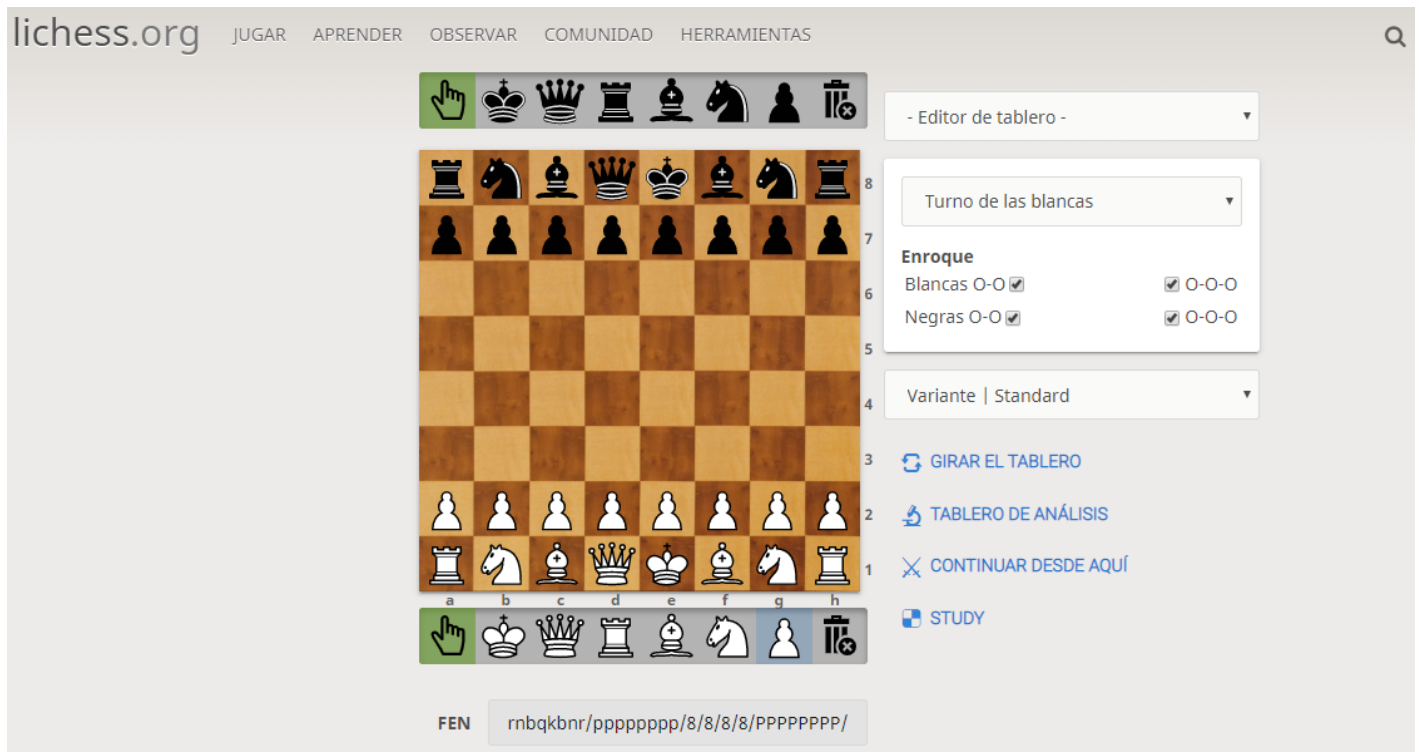 lichess.org JUGAR APRENDER OBSERVAR COMUNIDAD HERRAMIENTAS
- Editor de tablero -
Turno de las blancas
Enroque
Blancas O-O O-O-O
Negras O-O O-O-O
Variante | Standard
GIRAR EL TABLERO
TABLERO DE ANÁLISIS
CONTINUAR DESDE AQUÍ
STUDY
8
7
6
5
4
3
2
1
a b c d e f g h
FEN rnbqkbnr/pppppppp/8/8/8/8/PPPPPPPP/